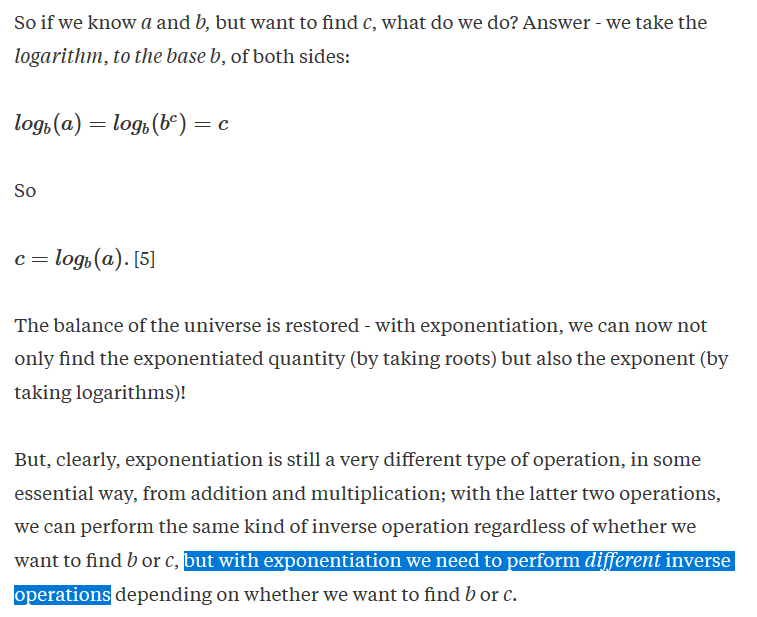 So if we know a and b, but want to find c, what do we do? Answer - we take the
logarithm, to the base b, of both sides:
log_b(a) = log_b(b^c) = c
So
c = log_b(a). [5]
The balance of the universe is restored - with exponentiation, we can now not
only find the exponentiated quantity (by taking roots) but also the exponent (by
taking logarithms)!
But, clearly, exponentiation is still a very different type of operation, in some
essential way, from addition and multiplication; with the latter two operations,
we can perform the same kind of inverse operation regardless of whether we
want to find b or c, but with exponentiation we need to perform different inverse
operations depending on whether we want to find b or c.